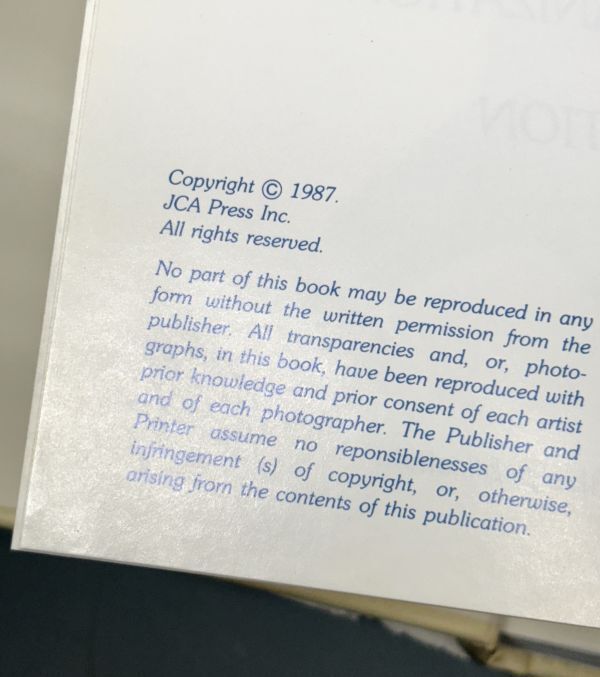 Copyright © 1987.
JCA Press Inc.
All rights reserved.
No part of this book may be reproduced in any
form without the written permission from the
publisher. All transparencies and, or, photo-
graphs, in this book, have been reproduced with
prior knowledge and prior consent of each artist
and of each photographer. The Publisher and
Printer assume no reponsiblenesses of any
infringement (s) of copyright, or, otherwise,
arising from the contents of this publication.